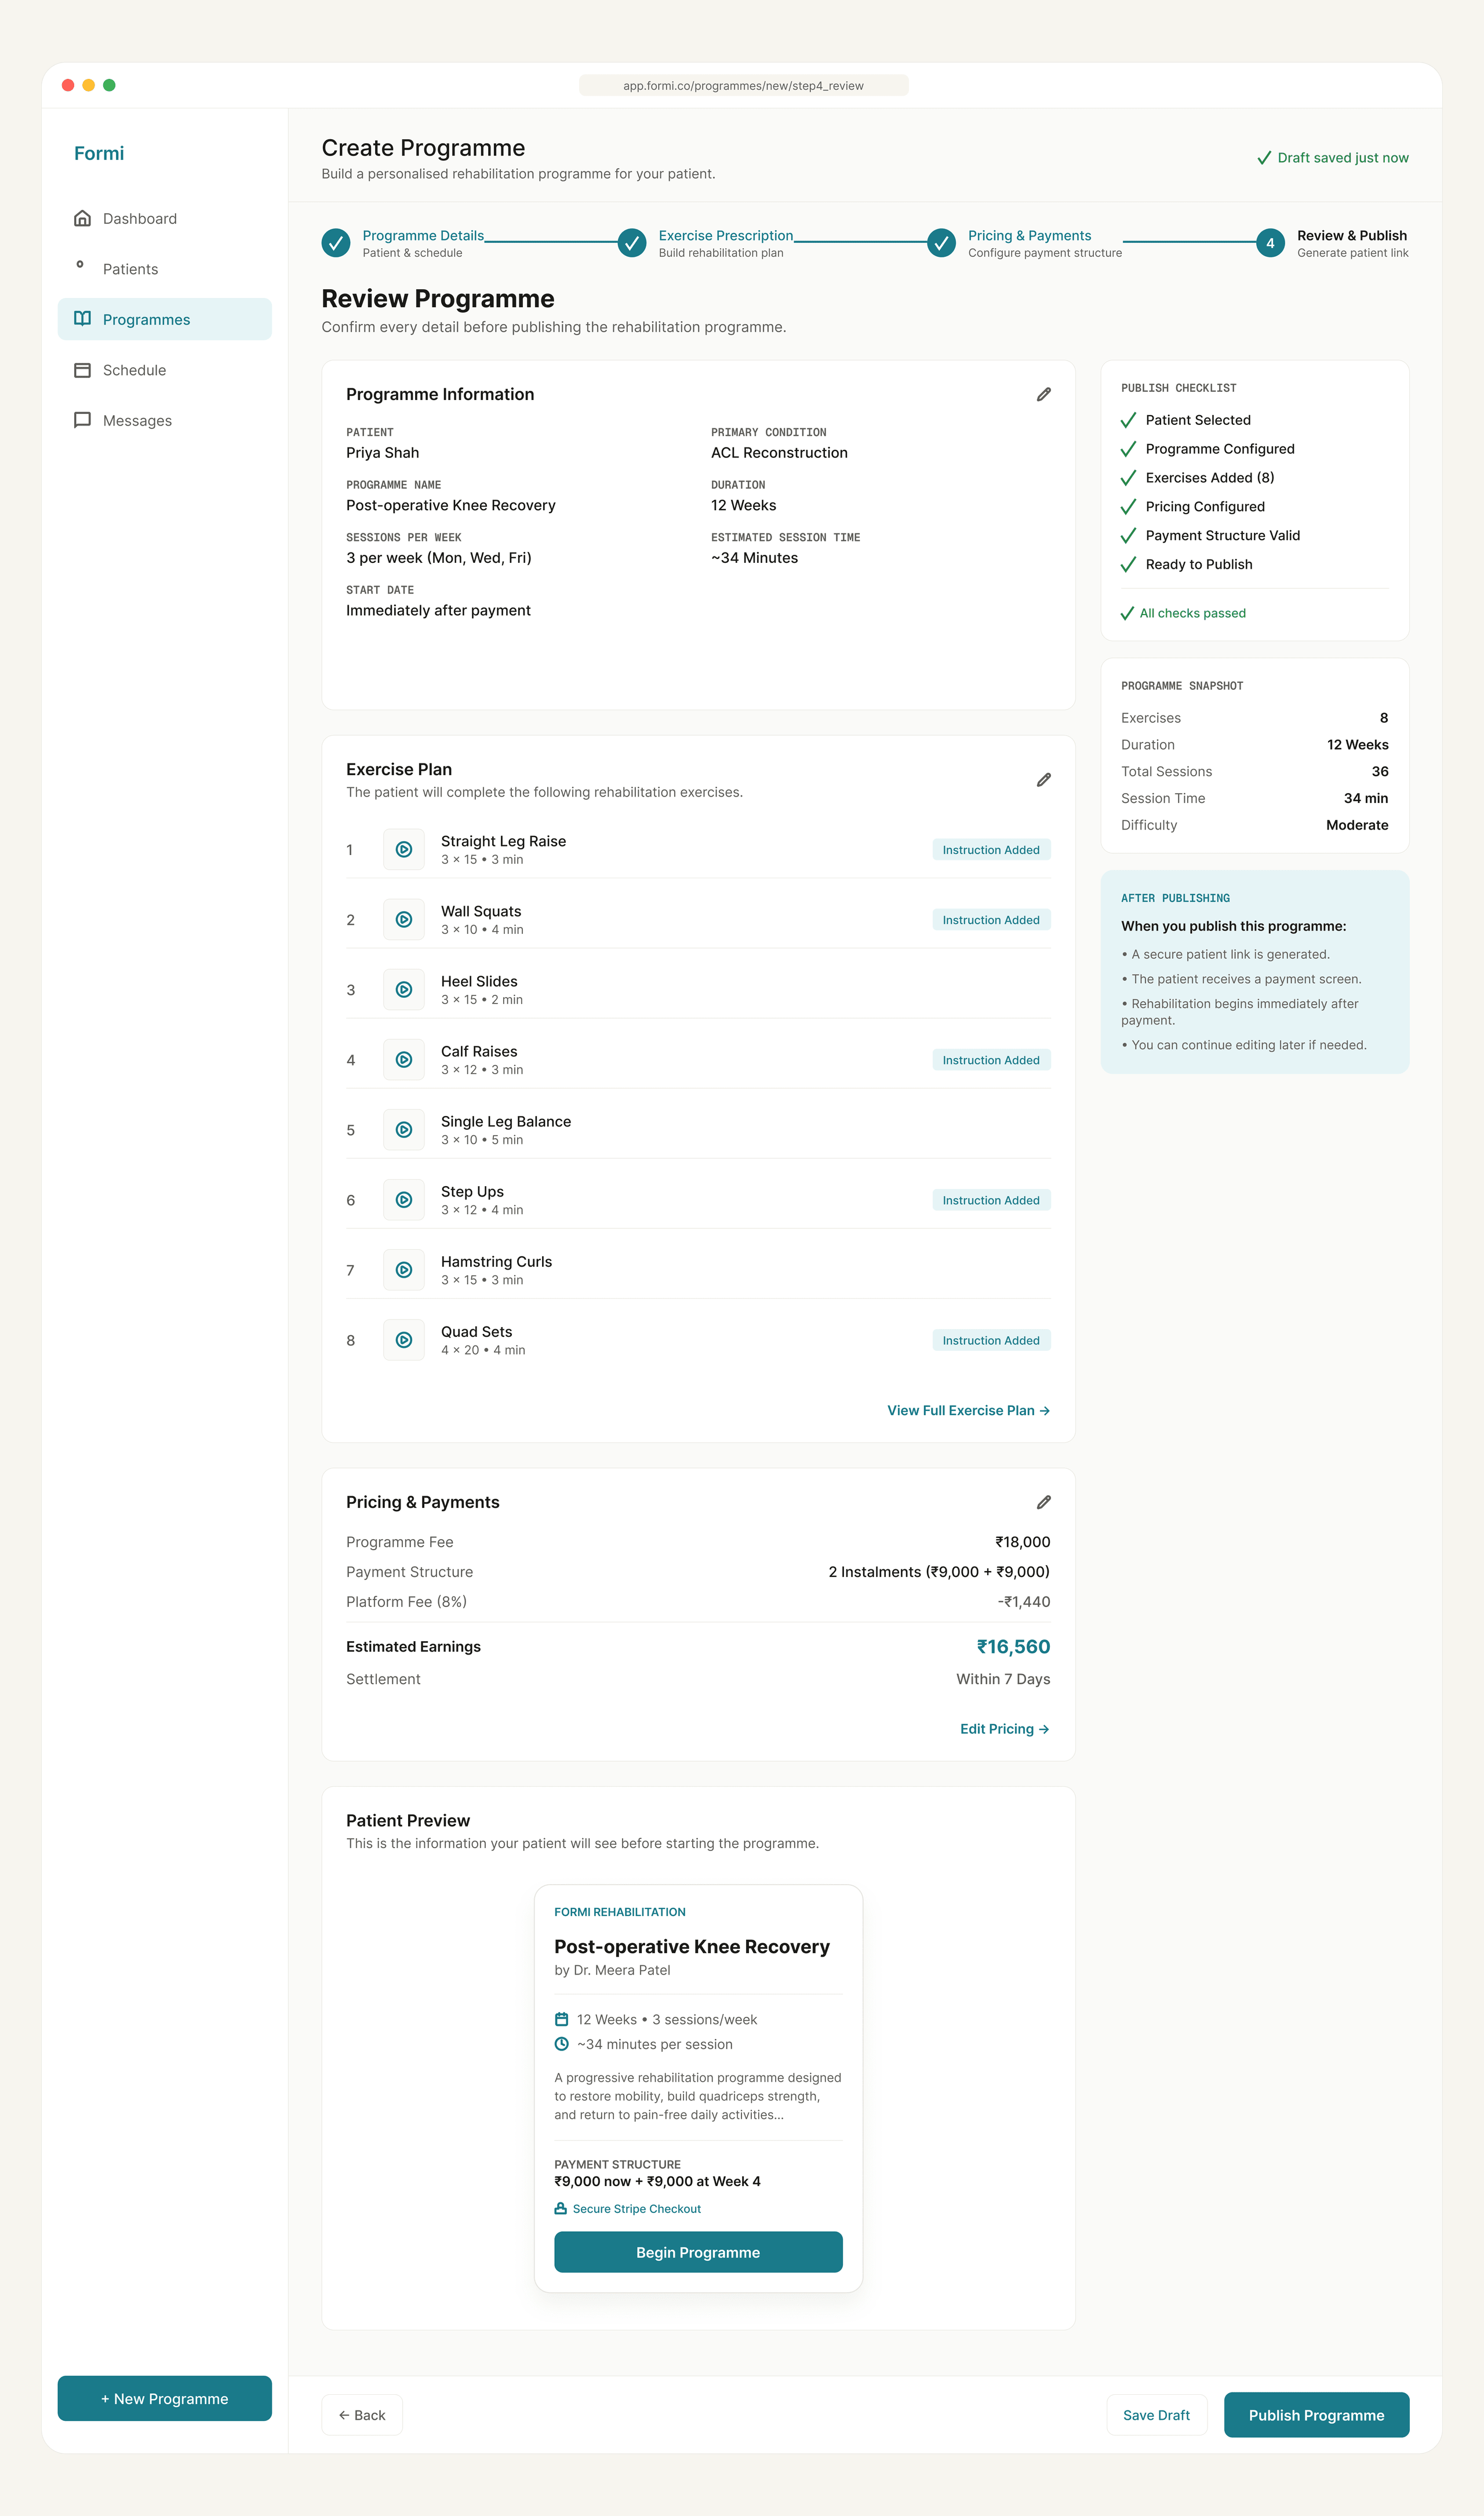 app.formi.co/programmes/new/step4_review
Formi
Dashboard
Patients
Programmes
Schedule
Messages
+ New Programme
Create Programme
Build a personalised rehabilitation programme for your patient.
Draft saved just now
Programme Details
Patient & schedule
Exercise Prescription
Build rehabilitation plan
Pricing & Payments
Configure payment structure
4
Review & Publish
Generate patient link
Review Programme
Confirm every detail before publishing the rehabilitation programme.
Programme Information
PATIENT
Priya Shah
PRIMARY CONDITION
ACL Reconstruction
PROGRAMME NAME
Post-operative Knee Recovery
DURATION
12 Weeks
SESSIONS PER WEEK
3 per week (Mon, Wed, Fri)
ESTIMATED SESSION TIME
~34 Minutes
START DATE
Immediately after payment
Exercise Plan
The patient will complete the following rehabilitation exercises.
1
Straight Leg Raise
3 × 15 • 3 min
Instruction Added
2
Wall Squats
3 × 10 • 4 min
Instruction Added
3
Heel Slides
3 × 15 • 2 min
4
Calf Raises
3 × 12 • 3 min
Instruction Added
5
Single Leg Balance
3 × 10 • 5 min
6
Step Ups
3 × 12 • 4 min
Instruction Added
7
Hamstring Curls
3 × 15 • 3 min
8
Quad Sets
4 × 20 • 4 min
Instruction Added
View Full Exercise Plan →
Pricing & Payments
Programme Fee ₹18,000
Payment Structure 2 Instalments (₹9,000 + ₹9,000)
Platform Fee (8%) -₹1,440
Estimated Earnings ₹16,560
Settlement Within 7 Days
Edit Pricing →
Patient Preview
This is the information your patient will see before starting the programme.
FORMI REHABILITATION
Post-operative Knee Recovery
by Dr. Meera Patel
12 Weeks • 3 sessions/week
~34 minutes per session
A progressive rehabilitation programme designed
to restore mobility, build quadriceps strength,
and return to pain-free daily activities...
PAYMENT STRUCTURE
₹9,000 now + ₹9,000 at Week 4
Secure Stripe Checkout
Begin Programme
PUBLISH CHECKLIST
Patient Selected
Programme Configured
Exercises Added (8)
Pricing Configured
Payment Structure Valid
Ready to Publish
All checks passed
PROGRAMME SNAPSHOT
Exercises 8
Duration 12 Weeks
Total Sessions 36
Session Time 34 min
Difficulty Moderate
AFTER PUBLISHING
When you publish this programme:
• A secure patient link is generated.
• The patient receives a payment screen.
• Rehabilitation begins immediately after
payment.
• You can continue editing later if needed.
← Back
Save Draft
Publish Programme